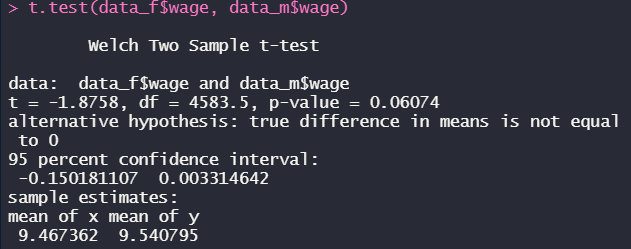 > t.test(data_f$wage, data_m$wage)
Welch Two Sample t-test
data:  data_f$wage and data_m$wage
t = -1.8758, df = 4583.5, p-value = 0.06074
alternative hypothesis: true difference in means is not equal
 to 0
95 percent confidence interval:
 -0.150181107  0.003314642
sample estimates:
mean of x mean of y
 9.467362  9.540795